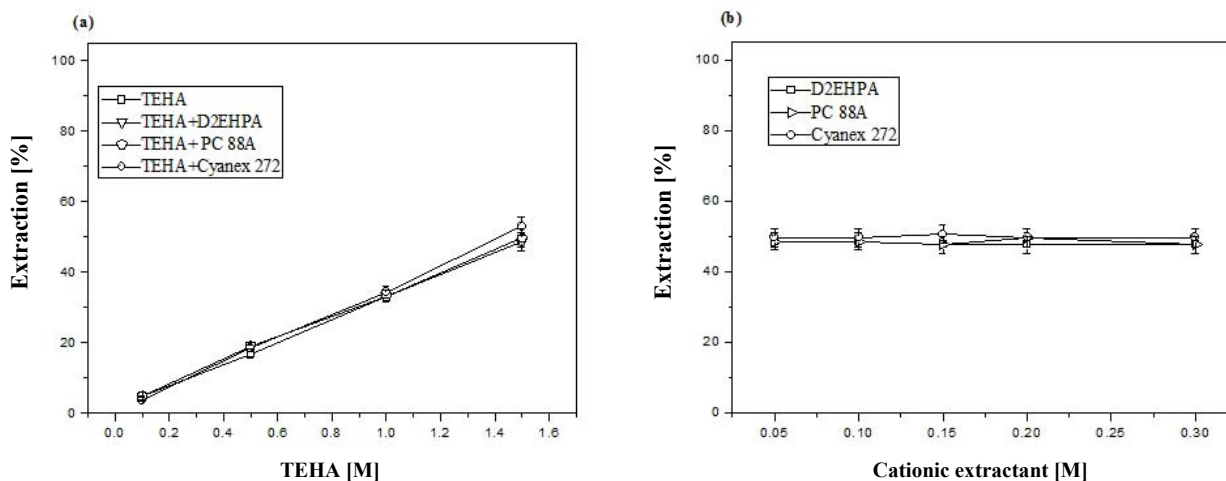 (a)
Extraction [%]
100
80
60
40
20
0
TEHA
TEHA+D2EHPA
TEHA+ PC 88A
TEHA+Cyanex 272
0.0 0.2 0.4 0.6 0.8 1.0 1.2 1.4 1.6
TEHA [M]
(b)
Extraction [%]
100
80
60
40
20
0
D2EHPA
PC 88A
Cyanex 272
0.05 0.10 0.15 0.20 0.25 0.30
Cationic extractant [M]